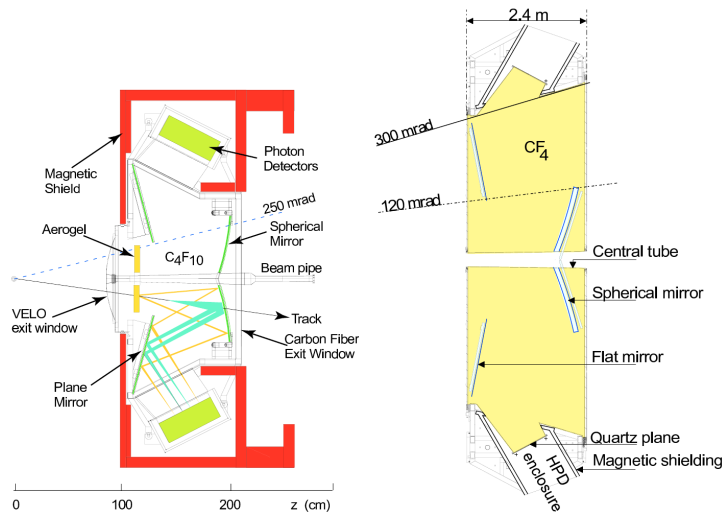 Magnetic
Shield
Aerogel
VELO
exit window
Plane
Mirror
C4F10
250 mrad
Photon
Detectors
Spherical
Mirror
Beam pipe
Track
Carbon Fiber
Exit Window
0
100
200
z (cm)
2.4 m
300 mrad
CF4
120 mrad
Central tube
Spherical mirror
Flat mirror
Quartz plane
Magnetic shielding
HPD
enclosure